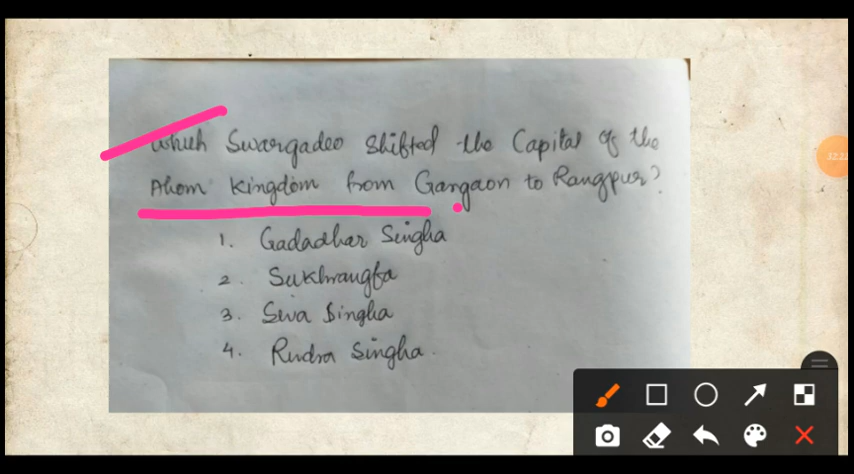 Which Swargadeo Shifted the Capital of the
Ahom Kingdom from Gargaon to Rangpur?
1. Gadadhar Singha
2. Sukhrangfa
3. Siva Singha
4. Rudra Singha.